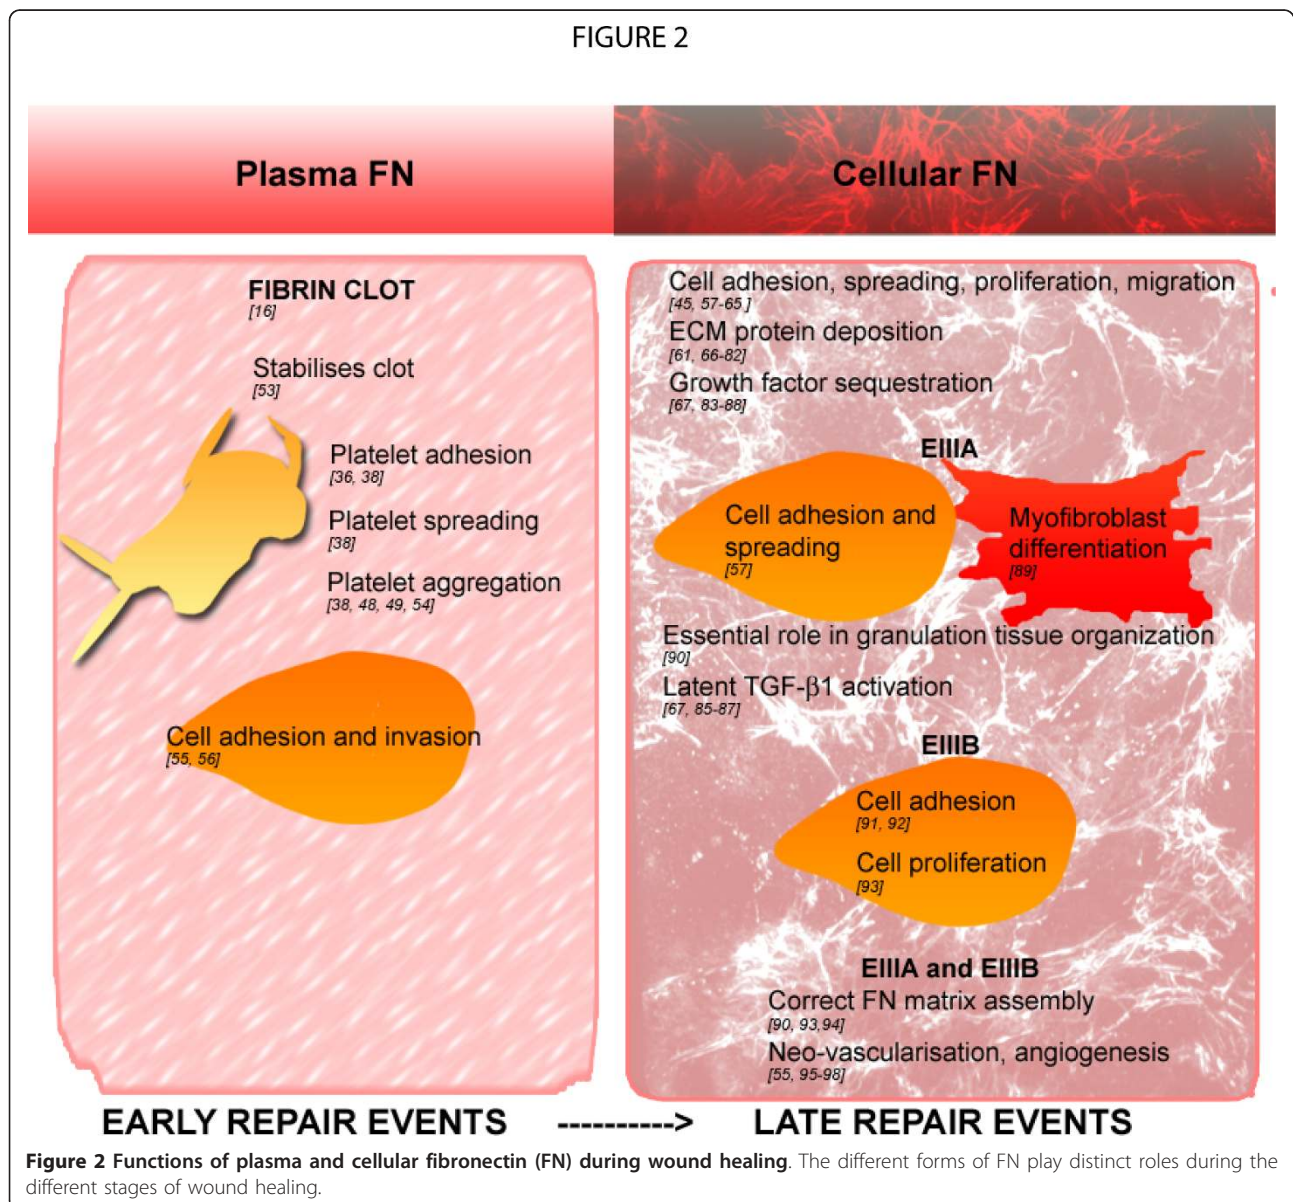 FIGURE 2
Plasma FN
Cellular FN
FIBRIN CLOT
[16]
Stabilises clot
[53]
Platelet adhesion
[36, 38]
Platelet spreading
[38]
Platelet aggregation
[38, 48, 49, 54]
Cell adhesion and invasion
[55, 56]
Cell adhesion, spreading, proliferation, migration
[45, 57-65 ]
ECM protein deposition
[61, 66-82]
Growth factor sequestration
[67, 83-88]
EIIIA
Cell adhesion and
spreading
[57]
Myofibroblast
differentiation
[89]
Essential role in granulation tissue organization
[90]
Latent TGF-β1 activation
[67, 85-87]
EIIIB
Cell adhesion
[91, 92]
Cell proliferation
[93]
EIIIA and EIIIB
Correct FN matrix assembly
[90, 93,94]
Neo-vascularisation, angiogenesis
[55, 95-98]
EARLY REPAIR EVENTS ----------> LATE REPAIR EVENTS
Figure 2 Functions of plasma and cellular fibronectin (FN) during wound healing. The different forms of FN play distinct roles during the
different stages of wound healing.